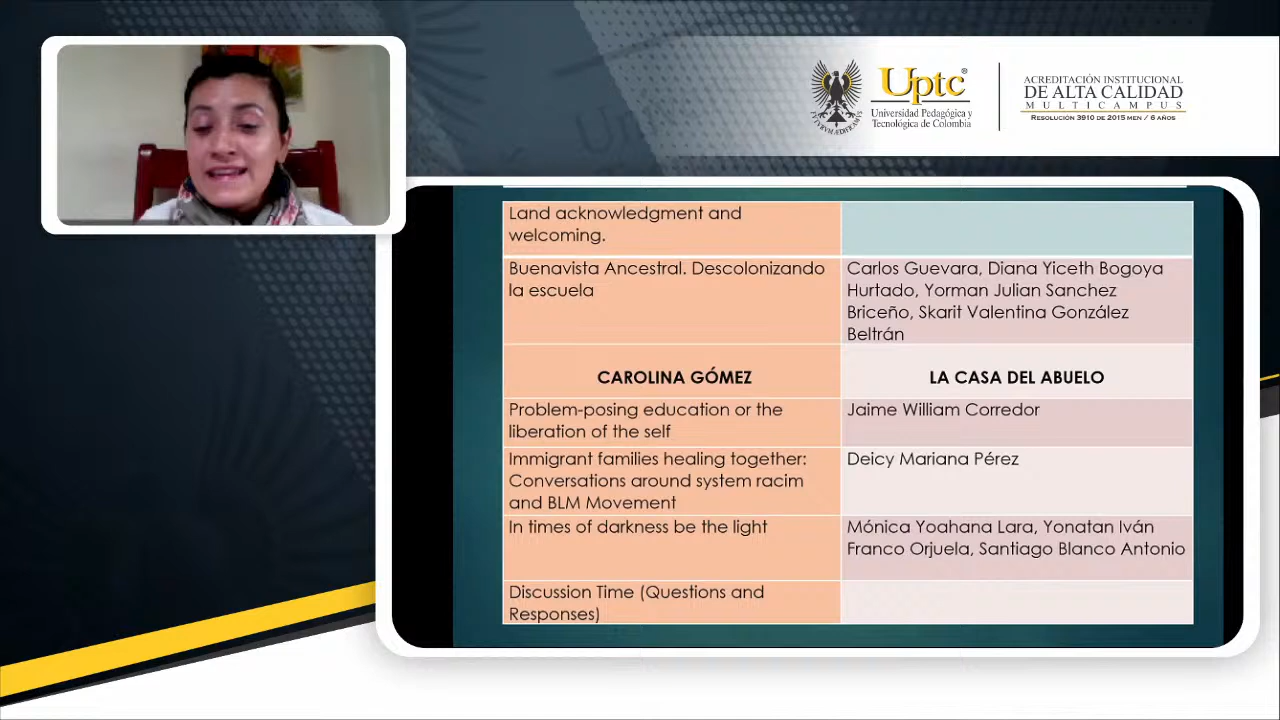 Uptc®
Universidad Pedagógica y
Tecnológica de Colombia
ACREDITACIÓN INSTITUCIONAL
DE ALTA CALIDAD
MULTICAMPUS
RESOLUCIÓN 3910 DE 2015 MEN / 6 AÑOS
Land acknowledgment and
welcoming.
Buenavista Ancestral. Descolonizando
la escuela
Carlos Guevara, Diana Yiceth Bogoya
Hurtado, Yorman Julian Sanchez
Briceño, Skarit Valentina González
Beltrán
CAROLINA GÓMEZ
LA CASA DEL ABUELO
Problem-posing education or the
liberation of the self
Jaime William Corredor
Immigrant families healing together:
Conversations around system racim
and BLM Movement
Deicy Mariana Pérez
In times of darkness be the light
Mónica Yoahana Lara, Yonatan Iván
Franco Orjuela, Santiago Blanco Antonio
Discussion Time (Questions and
Responses)